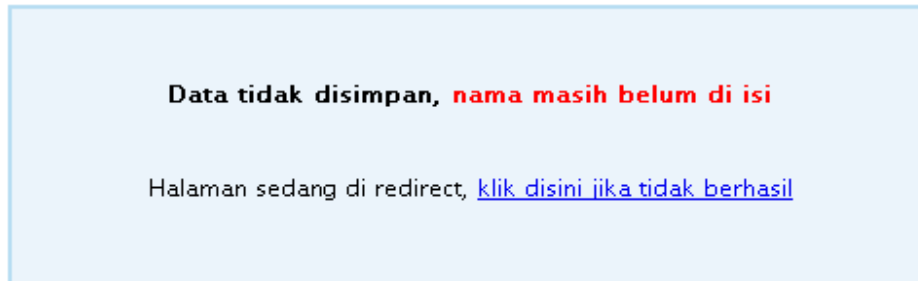 Data tidak disimpan, nama masih belum di isi
Halaman sedang di redirect, klik disini jika tidak berhasil